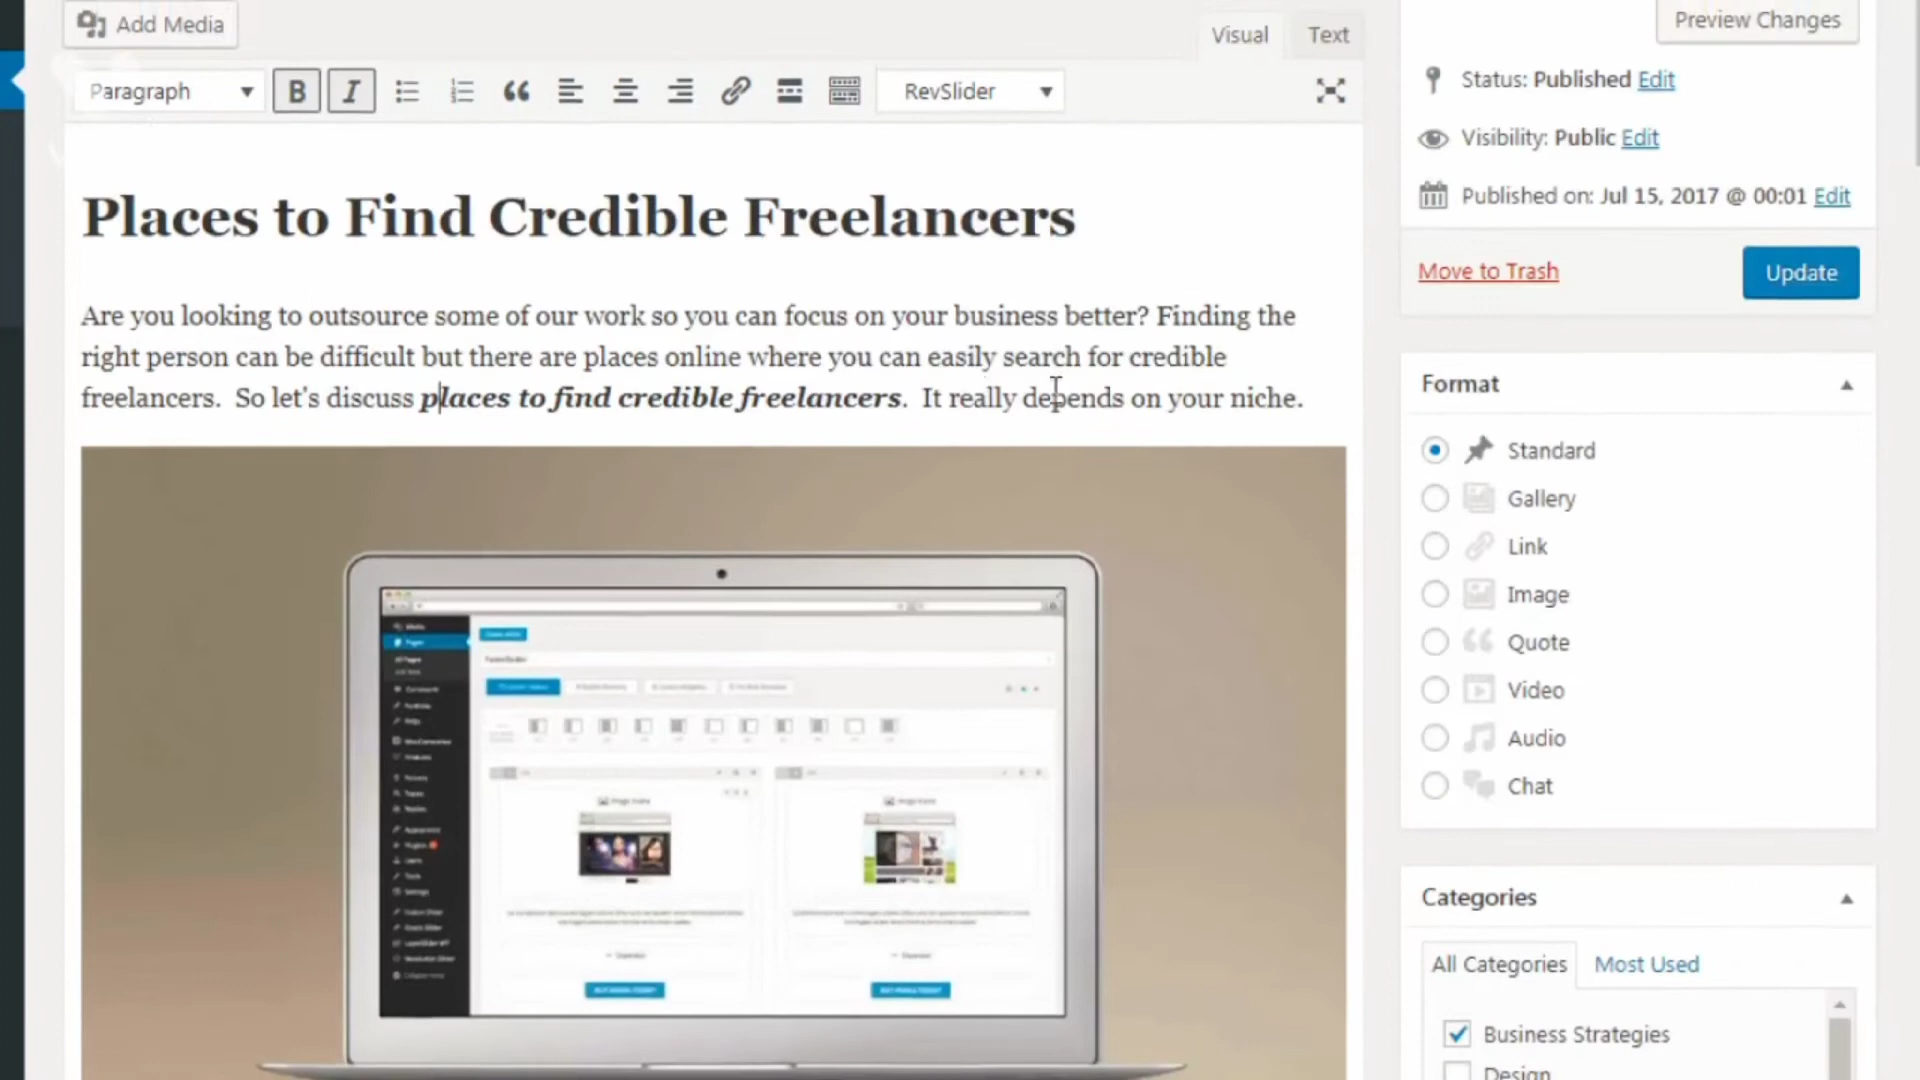 Add Media
Visual
Text
Preview Changes
Paragraph
B
I
RevSlider
Status: Published Edit
Visibility: Public Edit
Published on: Jul 15, 2017 @ 00:01 Edit
Move to Trash
Update
Places to Find Credible Freelancers
Are you looking to outsource some of our work so you can focus on your business better? Finding the
right person can be difficult but there are places online where you can easily search for credible
freelancers.  So let's discuss places to find credible freelancers.  It really depends on your niche.
Format
Standard
Gallery
Link
Image
Quote
Video
Audio
Chat
Categories
All Categories
Most Used
Business Strategies
Design
Media
Pages
All Pages